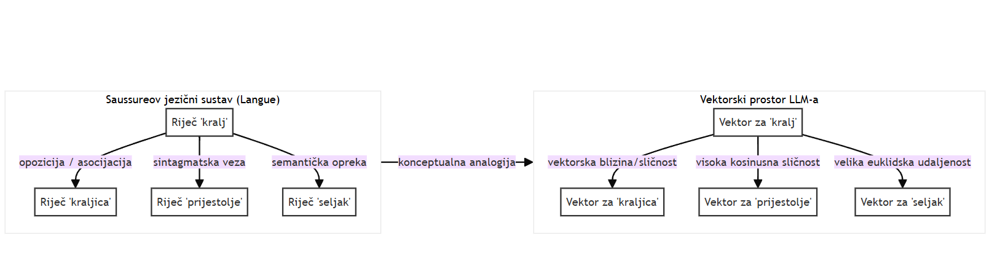 Saussureov jezični sustav (Langue)
Riječ 'kralj'
opozicija / asocijacija
sintagmatska veza
semantička opreka
Riječ 'kraljica'
Riječ 'prijestolje'
Riječ 'seljak'
konceptualna analogija
Vektorski prostor LLM-a
Vektor za 'kralj'
vektorska blizina/sličnost
visoka kosinusna sličnost
velika euklidska udaljenost
Vektor za 'kraljica'
Vektor za 'prijestolje'
Vektor za 'seljak'